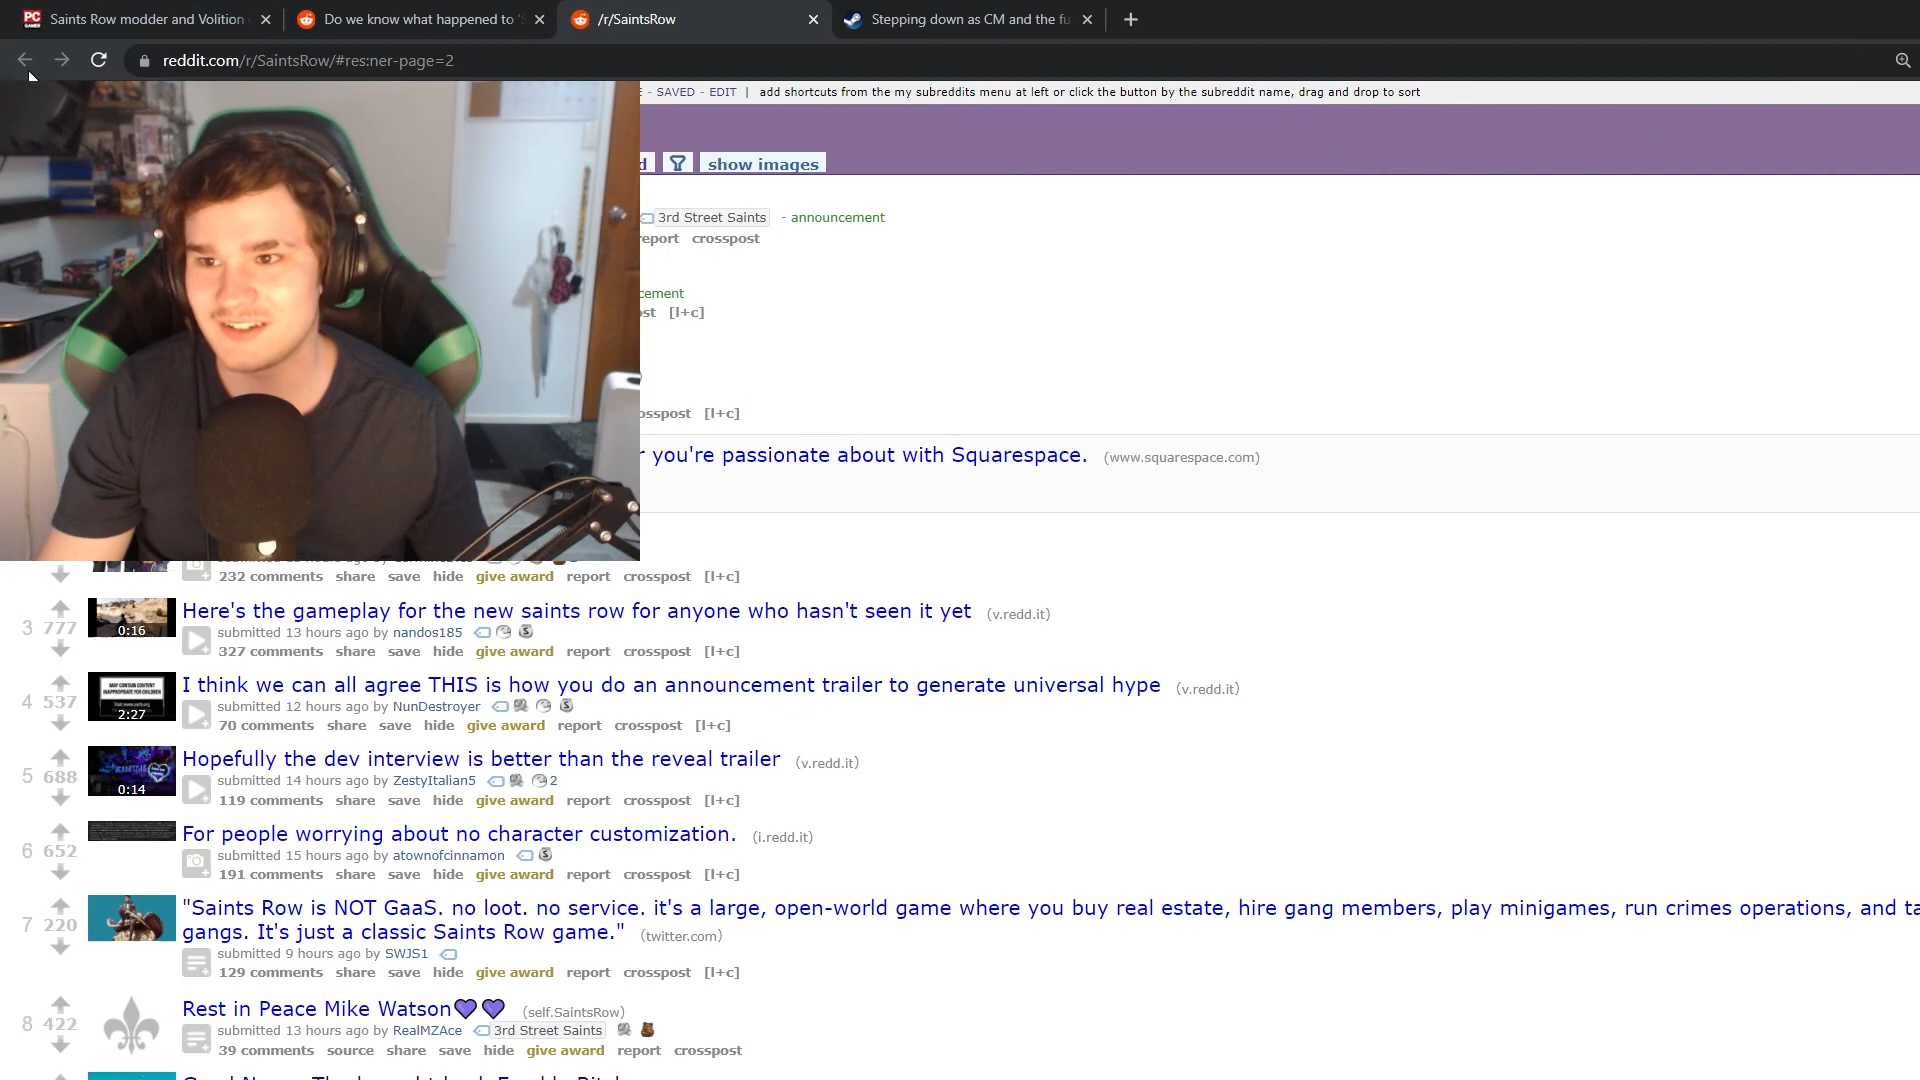 Saints Row modder and Volition
Do we know what happened to '
/r/SaintsRow
Stepping down as CM and the fu
reddit.com/r/SaintsRow/#res:ner-page=2
- SAVED - EDIT | add shortcuts from the my subreddits menu at left or click the button by the subreddit name, drag and drop to sort
show images
3rd Street Saints - announcement
report crosspost
cement
ost [l+c]
osspost [l+c]
r you're passionate about with Squarespace. (www.squarespace.com)
232 comments share save hide give award report crosspost [l+c]
3 777 0:16 Here's the gameplay for the new saints row for anyone who hasn't seen it yet (v.redd.it)
submitted 13 hours ago by nandos185
327 comments share save hide give award report crosspost [l+c]
4 537 2:27 I think we can all agree THIS is how you do an announcement trailer to generate universal hype (v.redd.it)
submitted 12 hours ago by NunDestroyer
70 comments share save hide give award report crosspost [l+c]
5 688 0:14 Hopefully the dev interview is better than the reveal trailer (v.redd.it)
submitted 14 hours ago by ZestyItalian5 2
119 comments share save hide give award report crosspost [l+c]
6 652 For people worrying about no character customization. (i.redd.it)
submitted 15 hours ago by atownofcinnamon
191 comments share save hide give award report crosspost [l+c]
7 220 "Saints Row is NOT GaaS. no loot. no service. it's a large, open-world game where you buy real estate, hire gang members, play minigames, run crimes operations, and ta
gangs. It's just a classic Saints Row game." (twitter.com)
submitted 9 hours ago by SWJS1
129 comments share save hide give award report crosspost [l+c]
8 422 Rest in Peace Mike Watson💜💜 (self.SaintsRow)
submitted 13 hours ago by RealMZAce 3rd Street Saints
39 comments source share save hide give award report crosspost